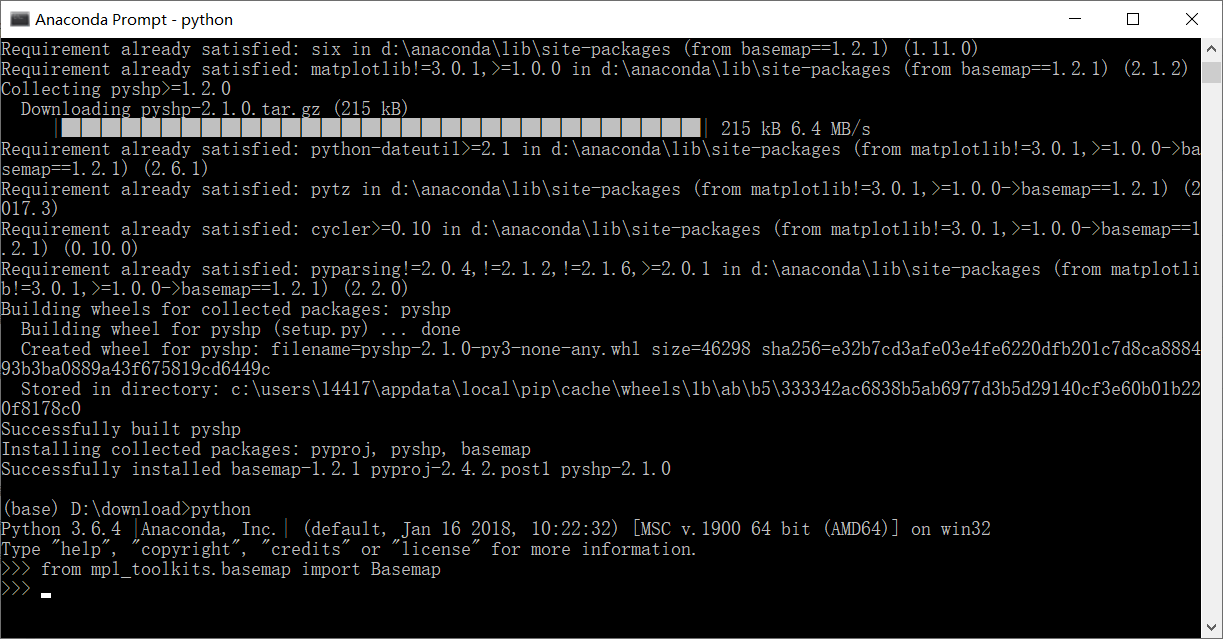 Anaconda Prompt - python
Requirement already satisfied: six in d:\anaconda\lib\site-packages (from basemap==1.2.1) (1.11.0)
Requirement already satisfied: matplotlib!=3.0.1,>=1.0.0 in d:\anaconda\lib\site-packages (from basemap==1.2.1) (2.1.2)
Collecting pyshp>=1.2.0
  Downloading pyshp-2.1.0.tar.gz (215 kB)
215 kB 6.4 MB/s
Requirement already satisfied: python-dateutil>=2.1 in d:\anaconda\lib\site-packages (from matplotlib!=3.0.1,>=1.0.0->ba
semap==1.2.1) (2.6.1)
Requirement already satisfied: pytz in d:\anaconda\lib\site-packages (from matplotlib!=3.0.1,>=1.0.0->basemap==1.2.1) (2
017.3)
Requirement already satisfied: cycler>=0.10 in d:\anaconda\lib\site-packages (from matplotlib!=3.0.1,>=1.0.0->basemap==1
.2.1) (0.10.0)
Requirement already satisfied: pyparsing!=2.0.4,!=2.1.2,!=2.1.6,>=2.0.1 in d:\anaconda\lib\site-packages (from matplotli
b!=3.0.1,>=1.0.0->basemap==1.2.1) (2.2.0)
Building wheels for collected packages: pyshp
  Building wheel for pyshp (setup.py) ... done
  Created wheel for pyshp: filename=pyshp-2.1.0-py3-none-any.whl size=46298 sha256=e32b7cd3afe03e4fe6220dfb201c7d8ca8884
93b3ba0889a43f675819cd6449c
  Stored in directory: c:\users\14417\appdata\local\pip\cache\wheels\1b\ab\b5\333342ac6838b5ab6977d3b5d29140cf3e60b01b22
0f8178c0
Successfully built pyshp
Installing collected packages: pyproj, pyshp, basemap
Successfully installed basemap-1.2.1 pyproj-2.4.2.post1 pyshp-2.1.0
(base) D:\download>python
Python 3.6.4 |Anaconda, Inc.| (default, Jan 16 2018, 10:22:32) [MSC v.1900 64 bit (AMD64)] on win32
Type "help", "copyright", "credits" or "license" for more information.
>>> from mpl_toolkits.basemap import Basemap
>>>